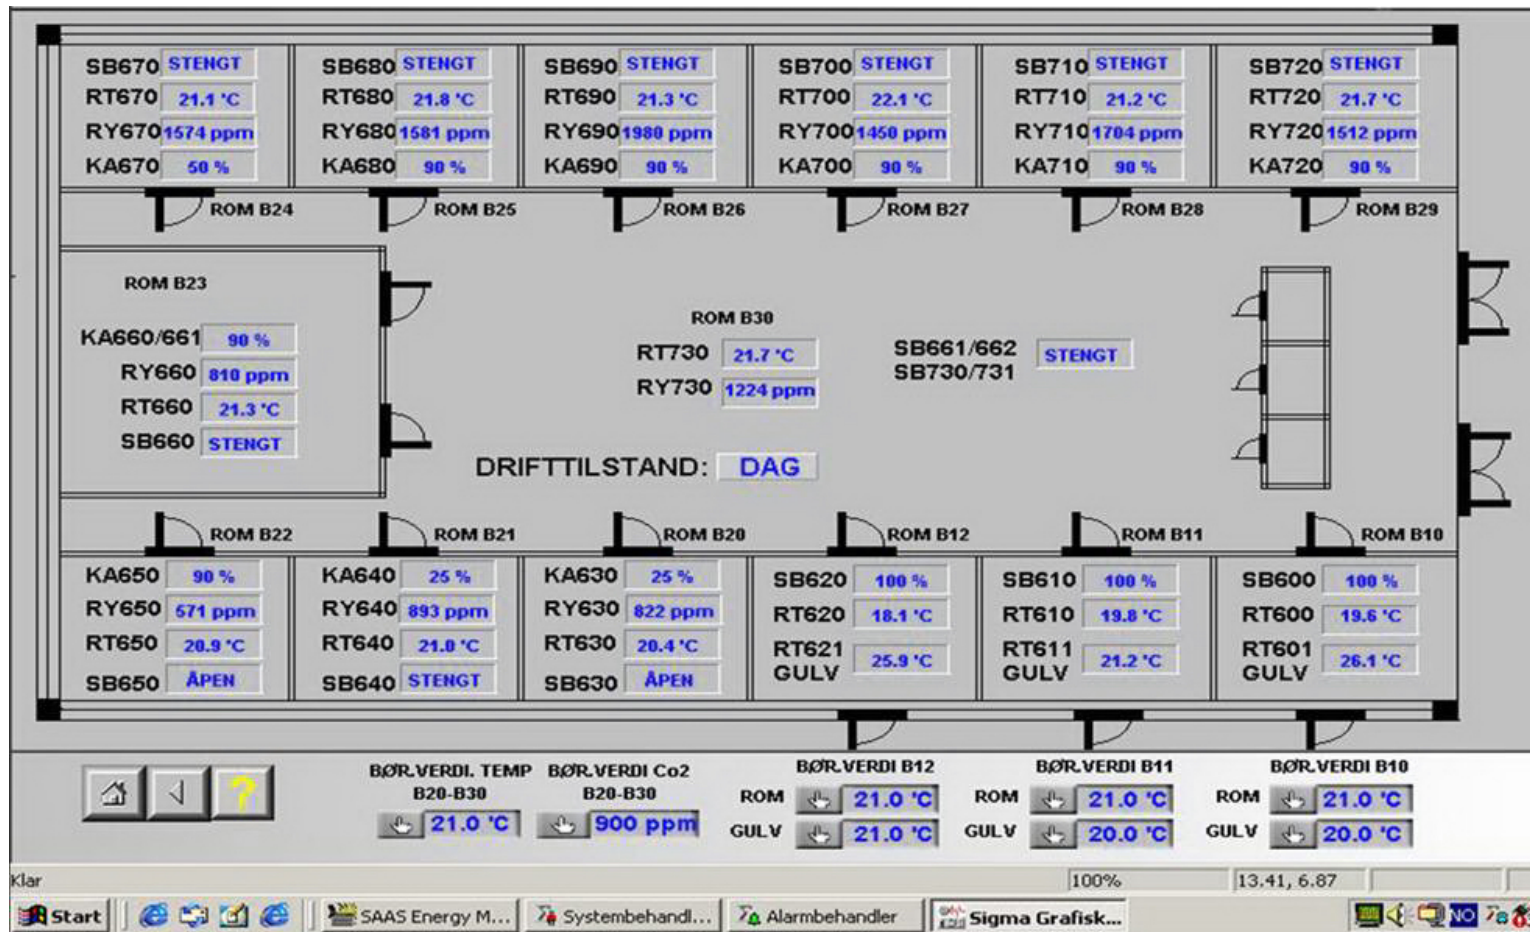 SB670 STENGT SB680 STENGT SB690 STENGT SB700 STENGT SB710 STENGT SB720 STENGT
RT670 21.1 °C RT680 21.8 °C RT690 21.3 °C RT700 22.1 °C RT710 21.2 °C RT720 21.7 °C
RY670 1574 ppm RY680 1581 ppm RY690 1980 ppm RY700 1450 ppm RY710 1704 ppm RY720 1512 ppm
KA670 50 % KA680 90 % KA690 90 % KA700 90 % KA710 90 % KA720 90 %
ROM B24 ROM B25 ROM B26 ROM B27 ROM B28 ROM B29
ROM B23
KA660/661 90 %
RY660 810 ppm
RT660 21.3 °C
SB660 STENGT
ROM B30
RT730 21.7 °C
RY730 1224 ppm
SB661/662
SB730/731 STENGT
DRIFTTILSTAND: DAG
ROM B22 ROM B21 ROM B20 ROM B12 ROM B11 ROM B10
KA650 90 % KA640 25 % KA630 25 % SB620 100 % SB610 100 % SB600 100 %
RY650 571 ppm RY640 893 ppm RY630 822 ppm RT620 18.1 °C RT610 19.8 °C RT600 19.6 °C
RT650 20.9 °C RT640 21.0 °C RT630 20.4 °C RT621 GULV 25.9 °C RT611 GULV 21.2 °C RT601 GULV 26.1 °C
SB650 ÅPEN SB640 STENGT SB630 ÅPEN
BØR.VERDI. TEMP B20-B30
21.0 °C
BØR.VERDI Co2 B20-B30
900 ppm
BØR.VERDI B12
ROM 21.0 °C
GULV 21.0 °C
BØR.VERDI B11
ROM 21.0 °C
GULV 20.0 °C
BØR.VERDI B10
ROM 21.0 °C
GULV 20.0 °C
?
Klar 100% 13.41, 6.87
Start SAAS Energy M... Systembehandl... Alarmbehandler Sigma Grafisk... NO